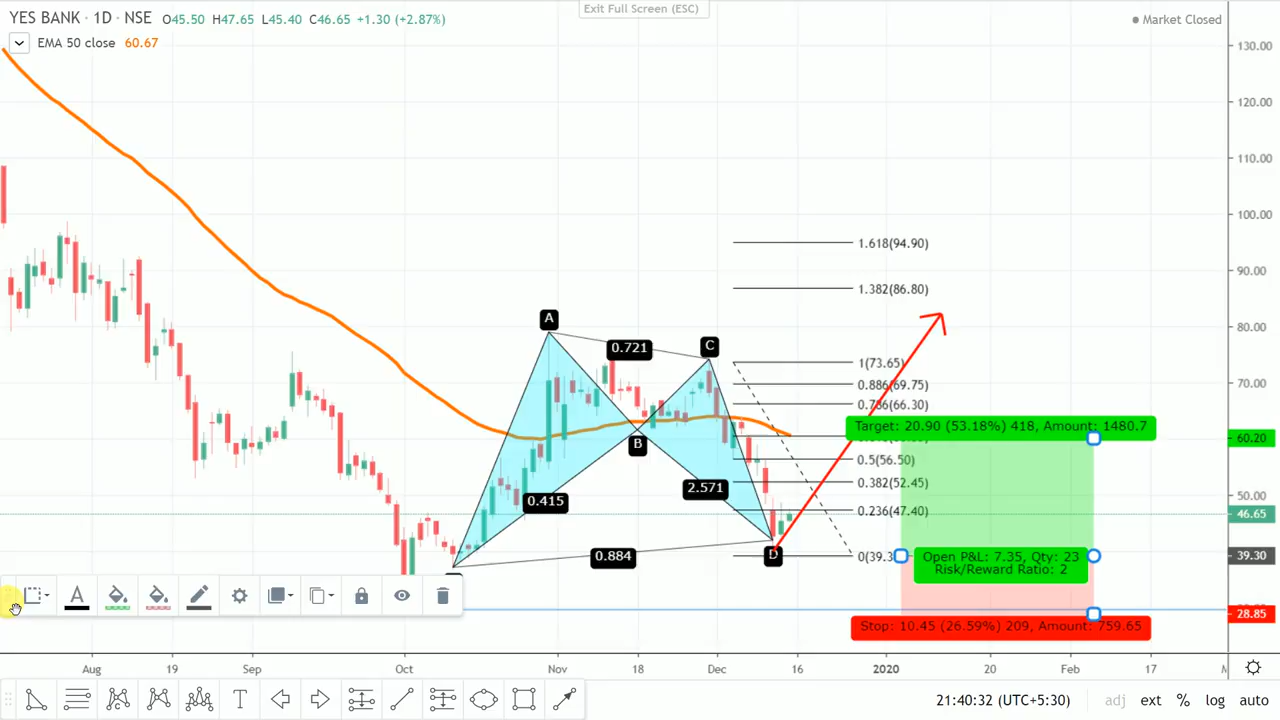 Exit Full Screen (ESC)
YES BANK · 1D · NSE O45.50 H47.65 L45.40 C46.65 +1.30 (+2.87%)
Market Closed
EMA 50 close 60.67
130.00
120.00
110.00
100.00
90.00
80.00
70.00
60.20
50.00
46.65
39.30
28.85
1.618(94.90)
1.382(86.80)
1(73.65)
0.886(69.75)
0.786(66.30)
Target: 20.90 (53.18%) 418, Amount: 1480.7
0.5(56.50)
0.382(52.45)
0.236(47.40)
Open P&L: 7.35, Qty: 23
Risk/Reward Ratio: 2
Stop: 10.45 (26.59%) 209, Amount: 759.65
A
0.721
C
B
2.571
0.415
0.884
D
A
Aug 19 Sep Oct Nov 18 Dec 16 2020 20 Feb 17
T
21:40:32 (UTC+5:30) adj ext % log auto